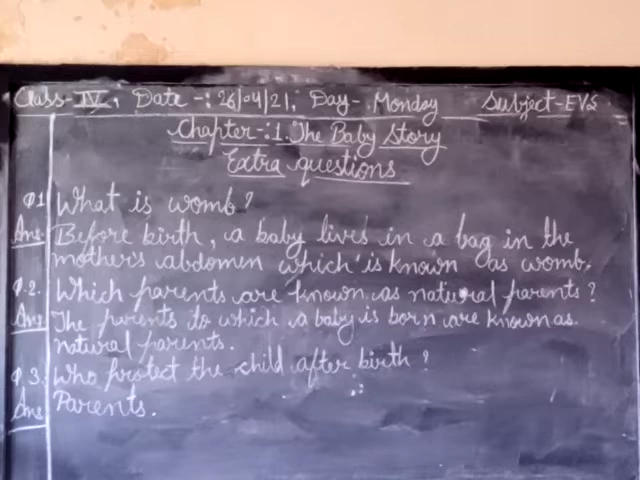 Class-IV, Date -: 26/04/21, Day-. Monday Subject-EVS
Chapter-:1. The Baby Story
Extra questions
Q.1 What is womb?
Ans. Before birth, a baby lives in a bag in the
mother's abdomen which is known as womb.
Q.2. Which parents are known as natural parents?
Ans The parents to which a baby is born are known as
natural parents.
Q.3. Who protect the child after birth?
Ans Parents.